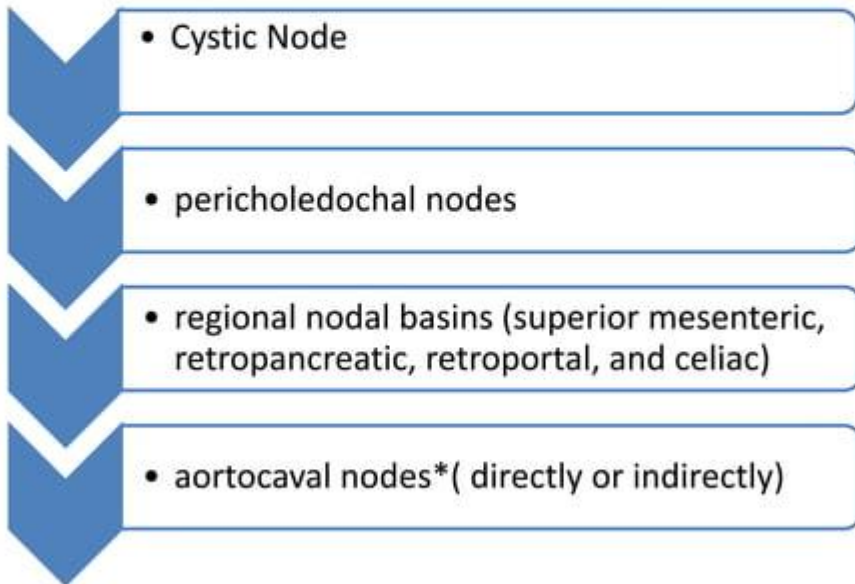 • Cystic Node
• pericholedochal nodes
• regional nodal basins (superior mesenteric,
retropancreatic, retroportal, and celiac)
• aortocaval nodes*( directly or indirectly)